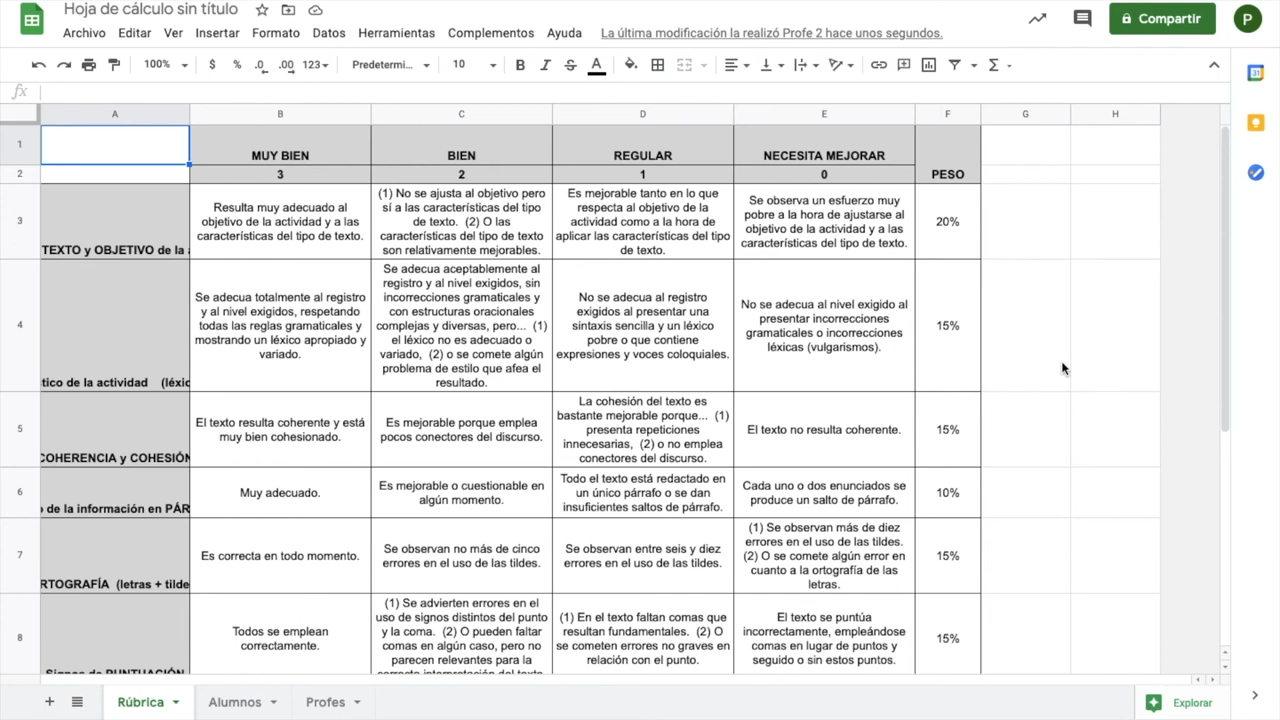 Hoja de cálculo sin título
Archivo Editar Ver Insertar Formato Datos Herramientas Complementos Ayuda La última modificación la realizó Profe 2 hace unos segundos.
Compartir
P
100% $ % .0 .00 123 Predetermi... 10 B I S A
fx
A B C D E F G H
1 MUY BIEN BIEN REGULAR NECESITA MEJORAR
2 3 2 1 0 PESO
3
TEXTO y OBJETIVO de la
Resulta muy adecuado al
objetivo de la actividad y a las
características del tipo de texto.
(1) No se ajusta al objetivo pero
sí a las características del tipo
de texto. (2) O las
características del tipo de texto
son relativamente mejorables.
Es mejorable tanto en lo que
respecta al objetivo de la
actividad como a la hora de
aplicar las características del tipo
de texto.
Se observa un esfuerzo muy
pobre a la hora de ajustarse al
objetivo de la actividad y a las
características del tipo de texto.
20%
4
tico de la actividad (léxic
Se adecua totalmente al registro
y al nivel exigidos, respetando
todas las reglas gramaticales y
mostrando un léxico apropiado y
variado.
Se adecua aceptablemente al
registro y al nivel exigidos, sin
incorrecciones gramaticales y
con estructuras oracionales
complejas y diversas, pero... (1)
el léxico no es adecuado o
variado, (2) o se comete algún
problema de estilo que afea el
resultado.
No se adecua al registro
exigidos al presentar una
sintaxis sencilla y un léxico
pobre o que contiene
expresiones y voces coloquiales.
No se adecua al nivel exigido al
presentar incorrecciones
gramaticales o incorrecciones
léxicas (vulgarismos).
15%
5
COHERENCIA y COHESIÓN
El texto resulta coherente y está
muy bien cohesionado.
Es mejorable porque emplea
pocos conectores del discurso.
La cohesión del texto es
bastante mejorable porque... (1)
presenta repeticiones
innecesarias, (2) o no emplea
conectores del discurso.
El texto no resulta coherente.
15%
6
de la información en PÁR
Muy adecuado.
Es mejorable o cuestionable en
algún momento.
Todo el texto está redactado en
un único párrafo o se dan
insuficientes saltos de párrafo.
Cada uno o dos enunciados se
produce un salto de párrafo.
10%
7
RTOGRAFÍA (letras + tilde
Es correcta en todo momento.
Se observan no más de cinco
errores en el uso de las tildes.
Se observan entre seis y diez
errores en el uso de las tildes.
(1) Se observan más de diez
errores en el uso de las tildes.
(2) O se comete algún error en
cuanto a la ortografía de las
letras.
15%
8
Signos de PUNTUACIÓN
Todos se emplean
correctamente.
(1) Se advierten errores en el
uso de signos distintos del punto
y la coma. (2) O pueden faltar
comas en algún caso, pero no
parecen relevantes para la
correcta interpretación del texto
(1) En el texto faltan comas que
resultan fundamentales. (2) O
se cometen errores no graves en
relación con el punto.
El texto se puntúa
incorrectamente, empleándose
comas en lugar de puntos y
seguido o sin estos puntos.
15%
Rúbrica Alumnos Profes Explorar